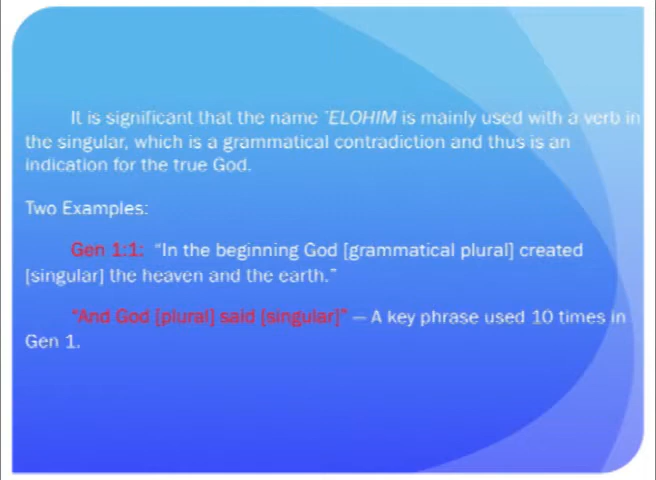 It is significant that the name 'ELOHIM is mainly used with a verb in
the singular, which is a grammatical contradiction and thus is an
indication for the true God.
Two Examples:
Gen 1:1: “In the beginning God [grammatical plural] created
[singular] the heaven and the earth.”
“And God [plural] said [singular]” — A key phrase used 10 times in
Gen 1.